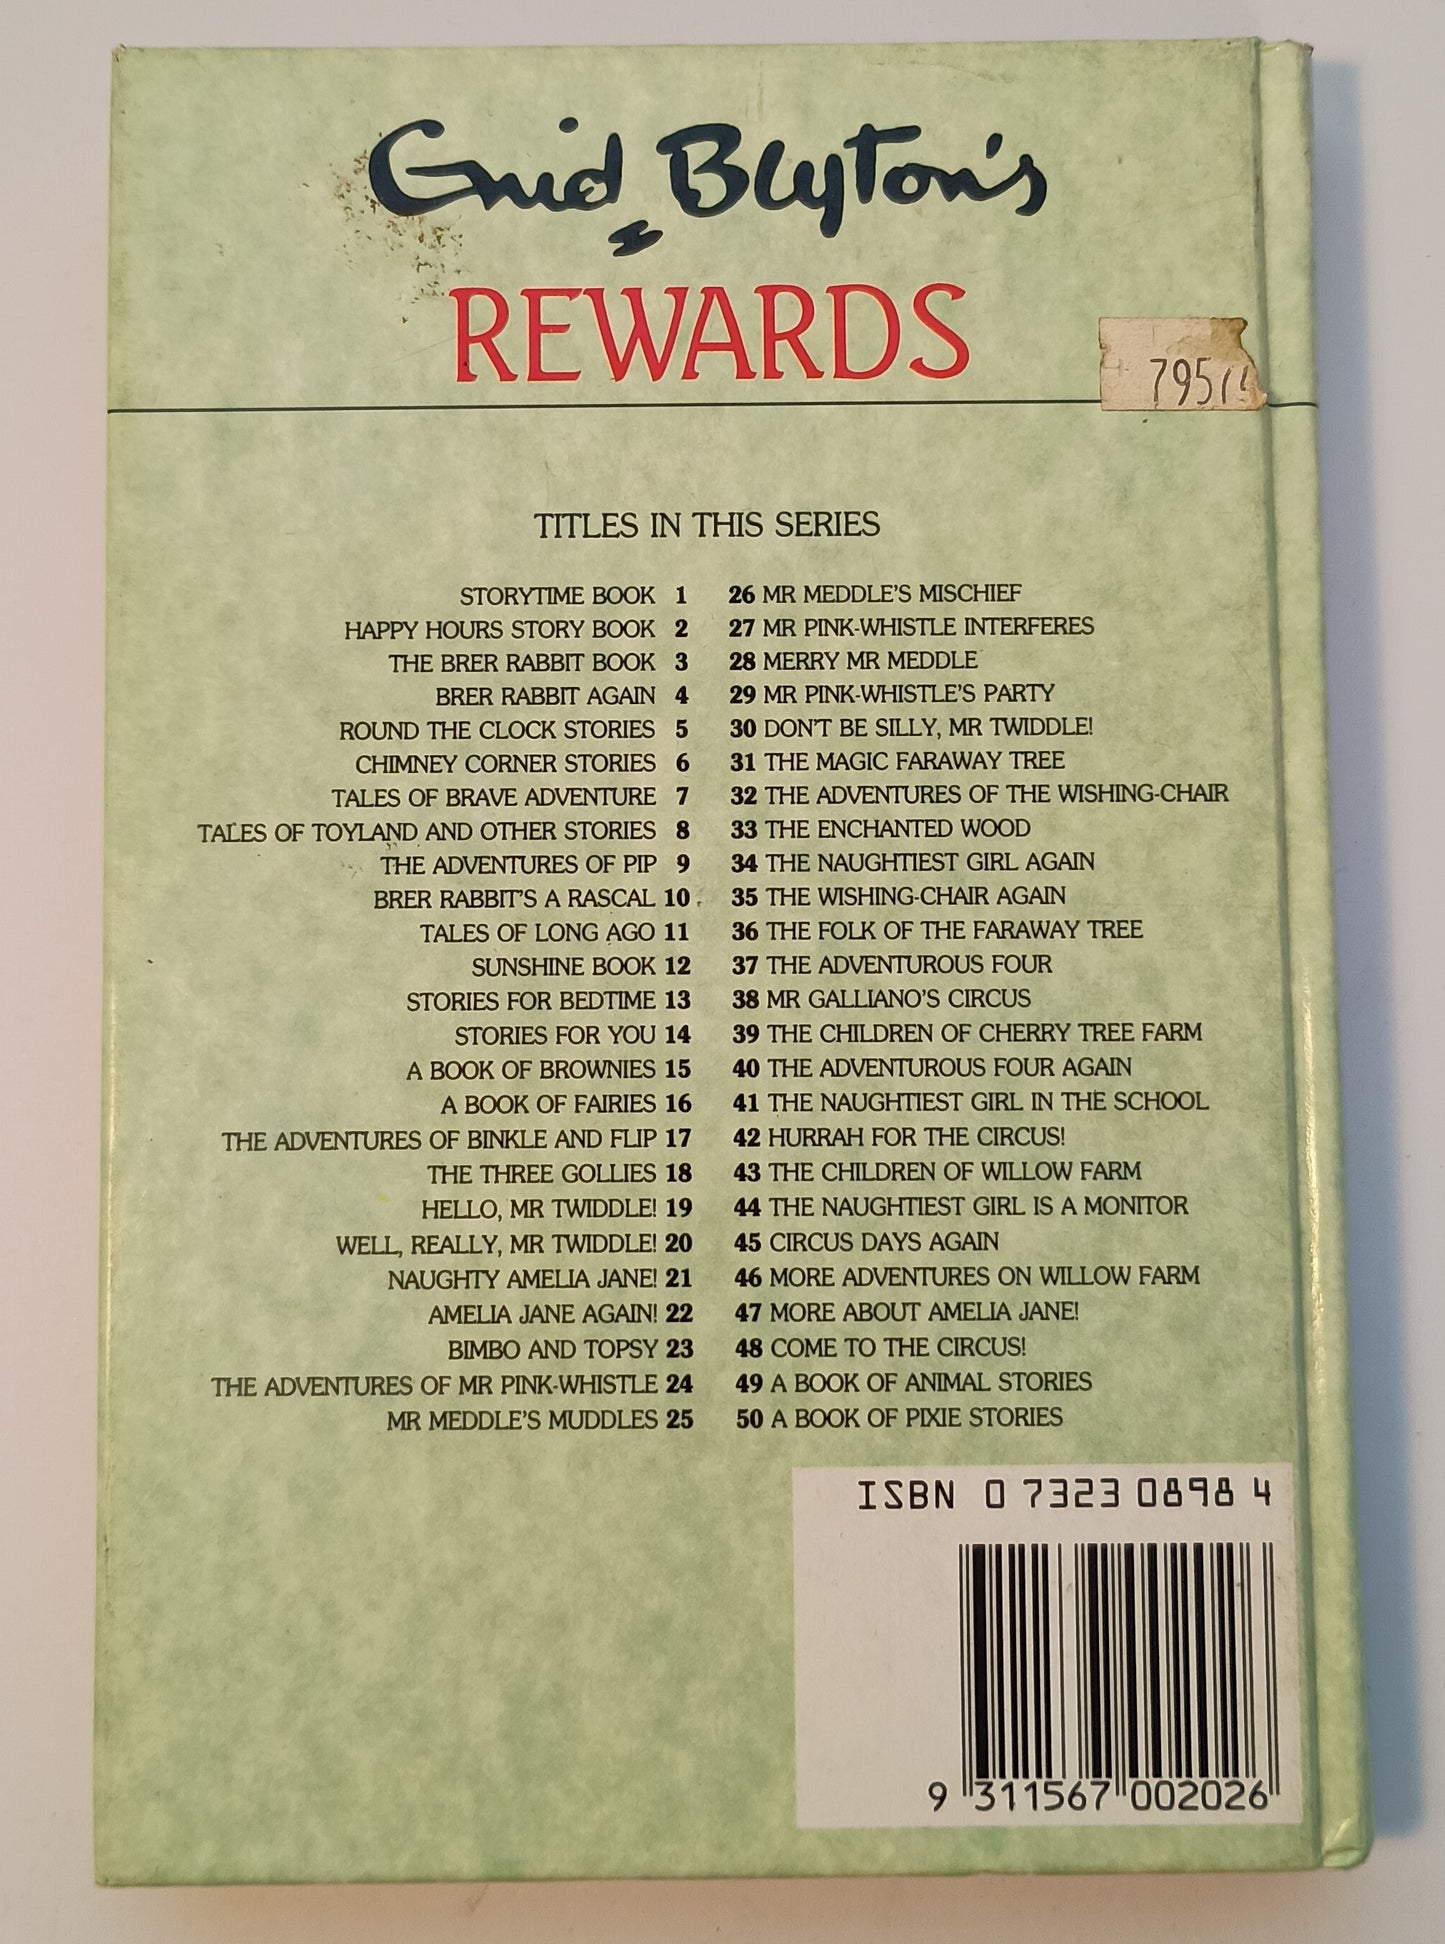 Enid Blyton's
REWARDS
TITLES IN THIS SERIES
STORYTIME BOOK 1
HAPPY HOURS STORY BOOK 2
THE BRER RABBIT BOOK 3
BRER RABBIT AGAIN 4
ROUND THE CLOCK STORIES 5
CHIMNEY CORNER STORIES 6
TALES OF BRAVE ADVENTURE 7
TALES OF TOYLAND AND OTHER STORIES 8
THE ADVENTURES OF PIP 9
BRER RABBIT'S A RASCAL 10
TALES OF LONG AGO 11
SUNSHINE BOOK 12
STORIES FOR BEDTIME 13
STORIES FOR YOU 14
A BOOK OF BROWNIES 15
A BOOK OF FAIRIES 16
THE ADVENTURES OF BINKLE AND FLIP 17
THE THREE GOLLIES 18
HELLO, MR TWIDDLE! 19
WELL, REALLY, MR TWIDDLE! 20
NAUGHTY AMELIA JANE! 21
AMELIA JANE AGAIN! 22
BIMBO AND TOPSY 23
THE ADVENTURES OF MR PINK-WHISTLE 24
MR MEDDLE'S MUDDLES 25
26 MR MEDDLE'S MISCHIEF
27 MR PINK-WHISTLE INTERFERES
28 MERRY MR MEDDLE
29 MR PINK-WHISTLE'S PARTY
30 DON'T BE SILLY, MR TWIDDLE!
31 THE MAGIC FARAWAY TREE
32 THE ADVENTURES OF THE WISHING-CHAIR
33 THE ENCHANTED WOOD
34 THE NAUGHTIEST GIRL AGAIN
35 THE WISHING-CHAIR AGAIN
36 THE FOLK OF THE FARAWAY TREE
37 THE ADVENTUROUS FOUR
38 MR GALLIANO'S CIRCUS
39 THE CHILDREN OF CHERRY TREE FARM
40 THE ADVENTUROUS FOUR AGAIN
41 THE NAUGHTIEST GIRL IN THE SCHOOL
42 HURRAH FOR THE CIRCUS!
43 THE CHILDREN OF WILLOW FARM
44 THE NAUGHTIEST GIRL IS A MONITOR
45 CIRCUS DAYS AGAIN
46 MORE ADVENTURES ON WILLOW FARM
47 MORE ABOUT AMELIA JANE!
48 COME TO THE CIRCUS!
49 A BOOK OF ANIMAL STORIES
50 A BOOK OF PIXIE STORIES
ISBN 0 7323 0898 4
9 311567 002026